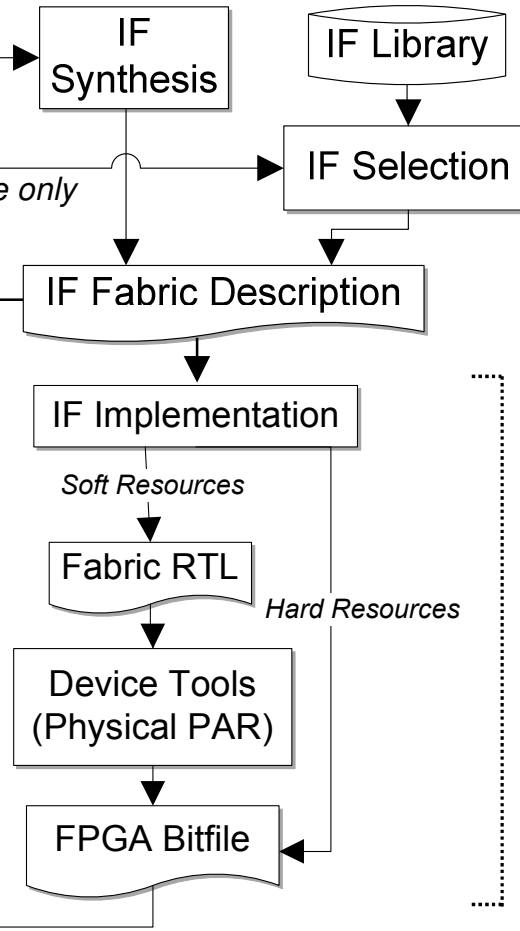 IF
Synthesis
IF Library
IF Selection
e only
IF Fabric Description
IF Implementation
Soft Resources
Fabric RTL
Hard Resources
Device Tools
(Physical PAR)
FPGA Bitfile